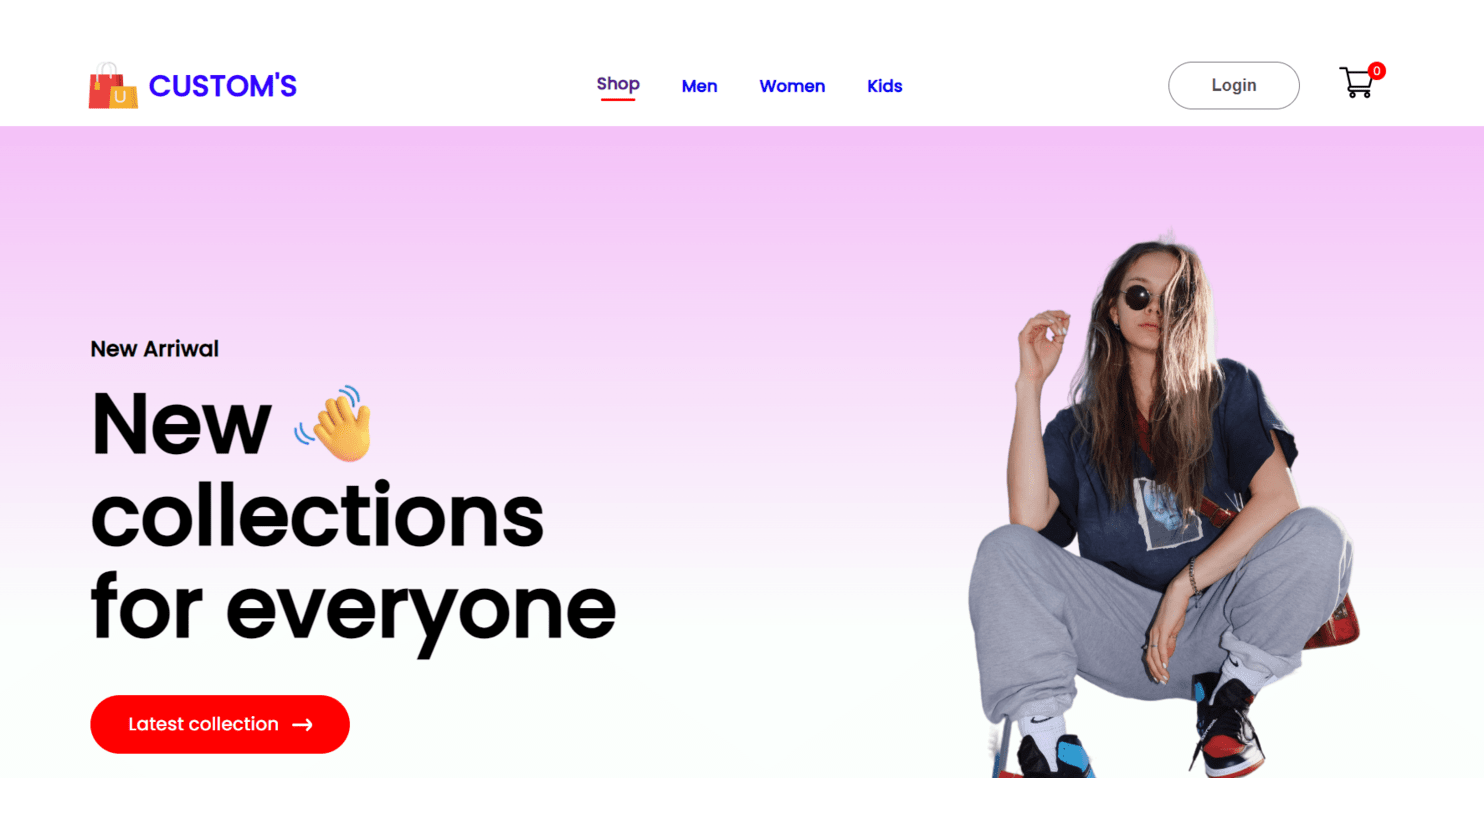 U
CUSTOM'S
Shop
Men
Women
Kids
Login
0
New Arriwal
New 👋
collections
for everyone
Latest collection →